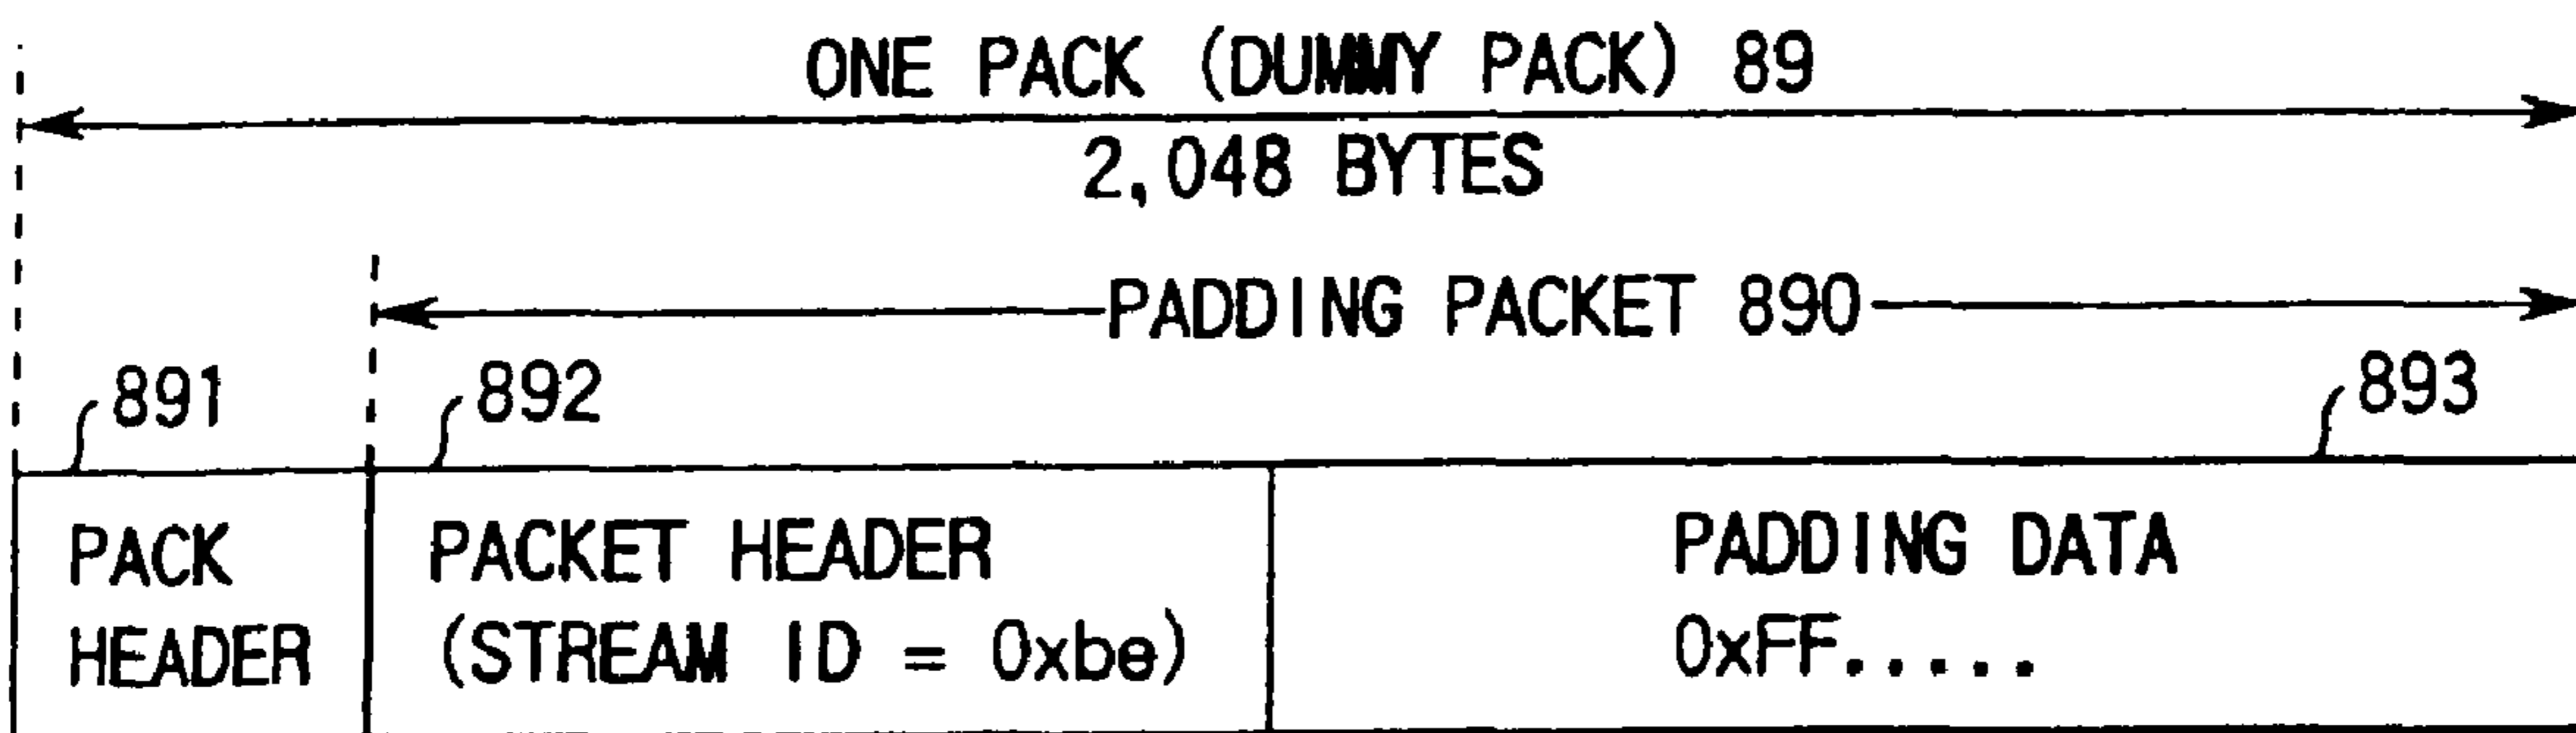 ONE PACK (DUMMY PACK) 89
2,048 BYTES
PADDING PACKET 890
891
892
893
PACK
HEADER
PACKET HEADER
(STREAM ID = 0xbe)
PADDING DATA
0xFF.....